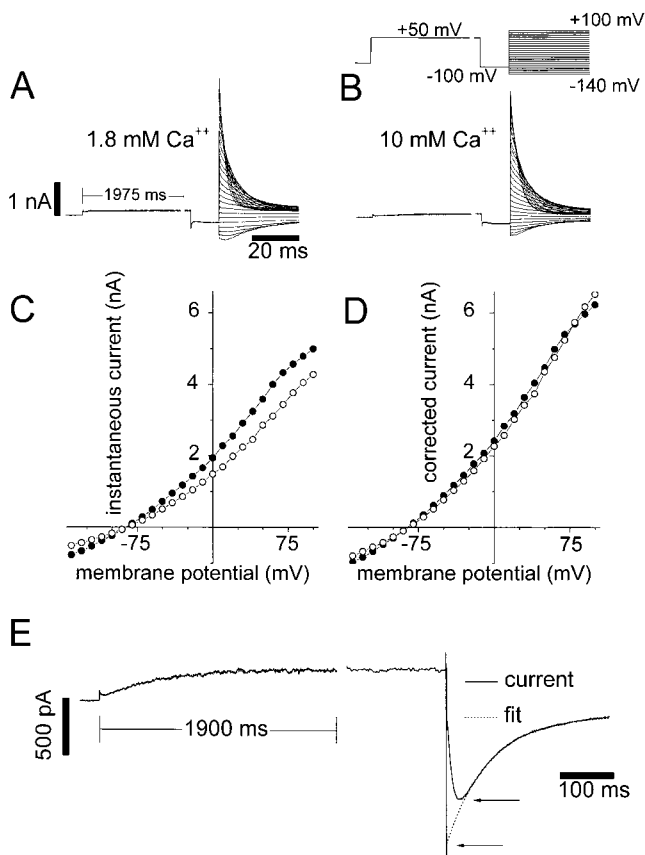 +50 mV
+100 mV
-100 mV
-140 mV
A
B
1.8 mM Ca++
10 mM Ca++
1 nA
1975 ms
20 ms
C
D
instantaneous current (nA)
corrected current (nA)
6
4
2
-75
75
membrane potential (mV)
6
4
2
-75
75
membrane potential (mV)
E
current
fit
500 pA
1900 ms
100 ms